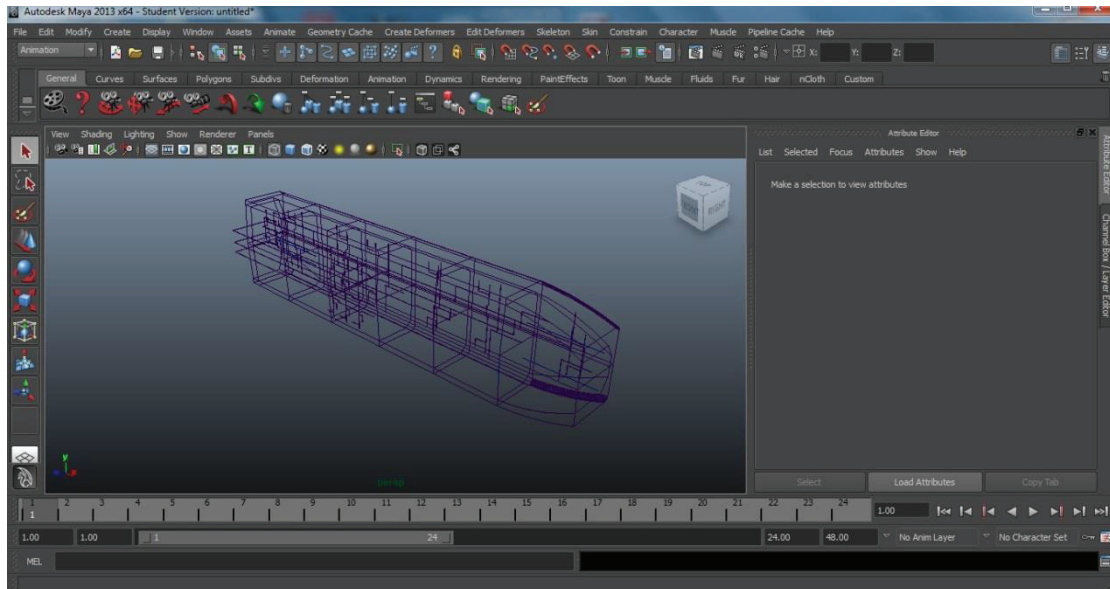 Autodesk Maya 2013 x64 - Student Version: untitled*
File Edit Modify Create Display Window Assets Animate Geometry Cache Create Deformers Edit Deformers Skeleton Skin Constrain Character Muscle Pipeline Cache Help
Animation X: Y: Z:
General Curves Surfaces Polygons Subdivs Deformation Animation Dynamics Rendering PaintEffects Toon Muscle Fluids Fur Hair nCloth Custom
View Shading Lighting Show Renderer Panels
Attribute Editor
List Selected Focus Attributes Show Help
Make a selection to view attributes
Attribute Editor
Channel Box / Layer Editor
RIGHT
y
persp
Select Load Attributes Copy Tab
1 2 3 4 5 6 7 8 9 10 11 12 13 14 15 16 17 18 19 20 21 22 23 24
1 1.00
1.00 1.00 1 24 24.00 48.00 No Anim Layer No Character Set
MEL